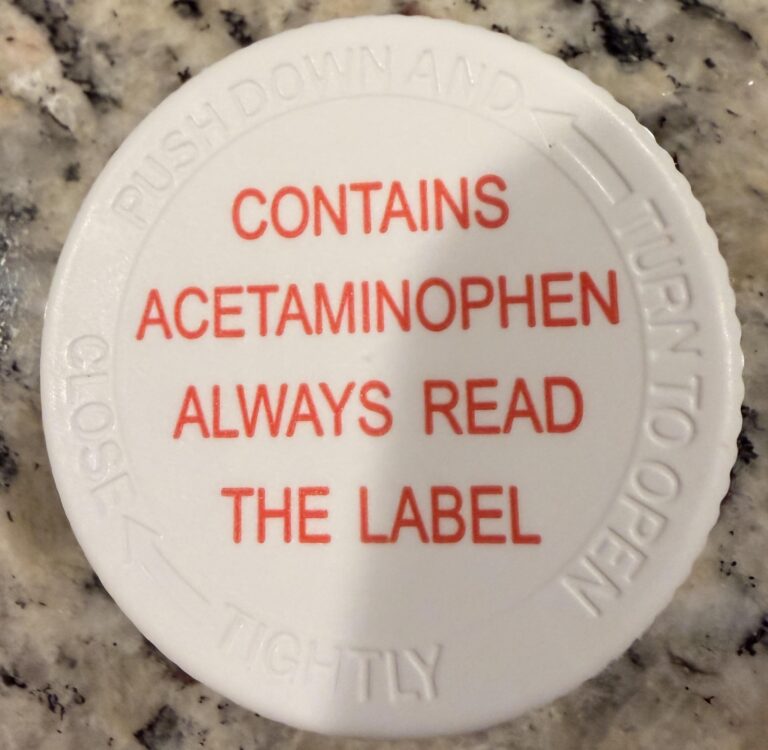 CONTAINS
ACETAMINOPHEN
ALWAYS READ
THE LABEL
PUSH DOWN AND
TURN TO OPEN
CLOSE
TIGHTLY